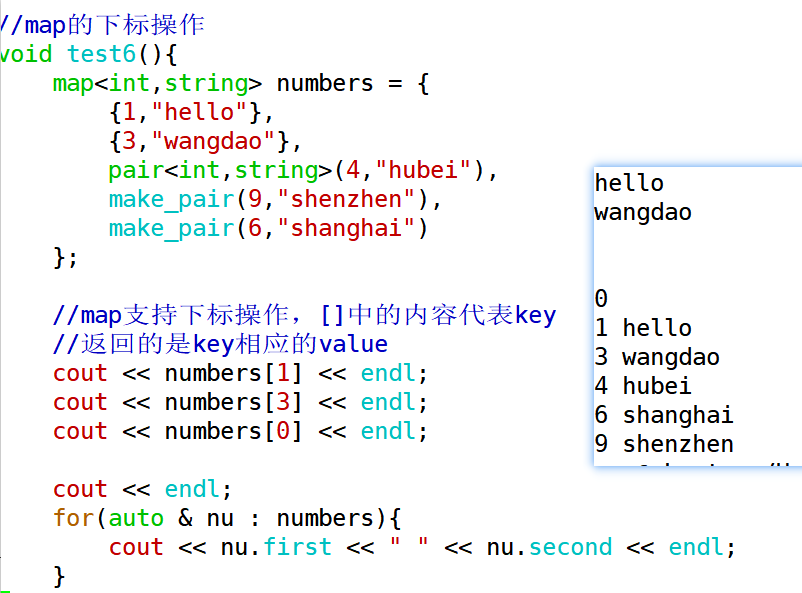 //map的下标操作
void test6(){
    map<int,string> numbers = {
        {1,"hello"},
        {3,"wangdao"},
        pair<int,string>(4,"hubei"),
        make_pair(9,"shenzhen"),
        make_pair(6,"shanghai")
    };
    //map支持下标操作，[]中的内容代表key
    //返回的是key相应的value
    cout << numbers[1] << endl;
    cout << numbers[3] << endl;
    cout << numbers[0] << endl;
    cout << endl;
    for(auto & nu : numbers){
        cout << nu.first << " " << nu.second << endl;
    }
hello
wangdao
0
1 hello
3 wangdao
4 hubei
6 shanghai
9 shenzhen